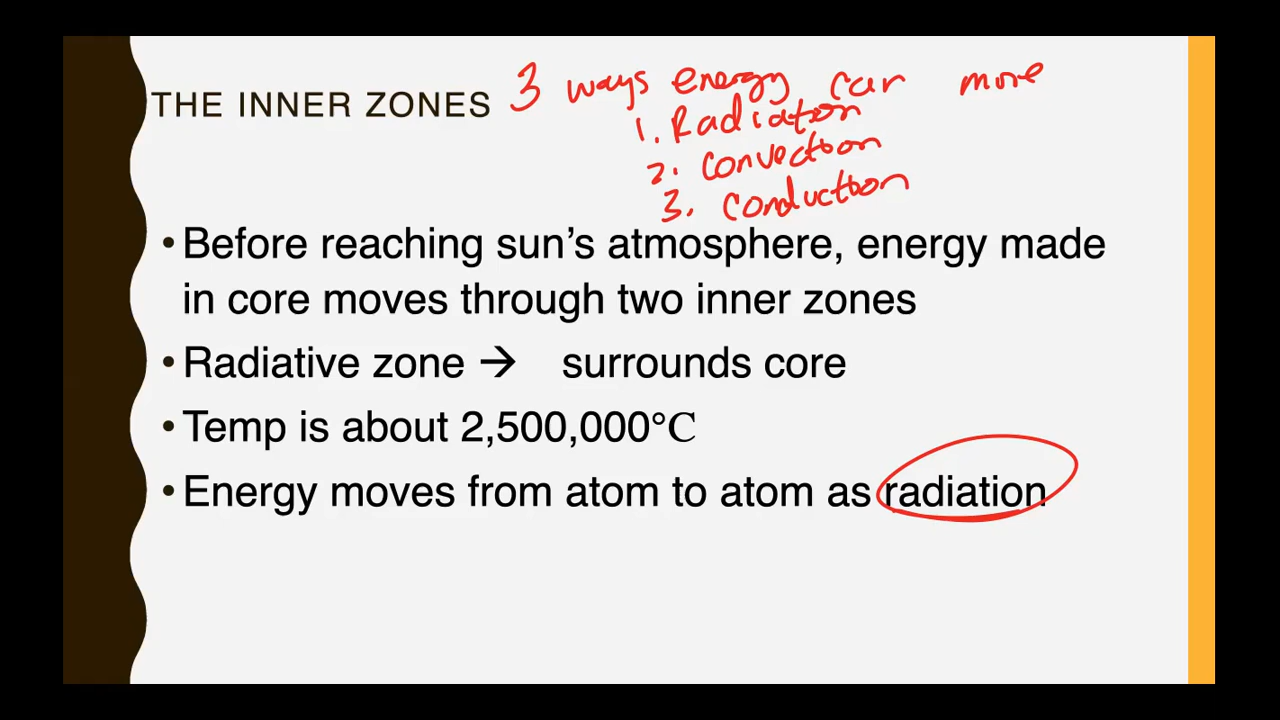 THE INNER ZONES 3 ways energy can move
1. Radiation
2. Convection
3. Conduction
•Before reaching sun’s atmosphere, energy made
in core moves through two inner zones
•Radiative zone → surrounds core
•Temp is about 2,500,000°C
•Energy moves from atom to atom as radiation